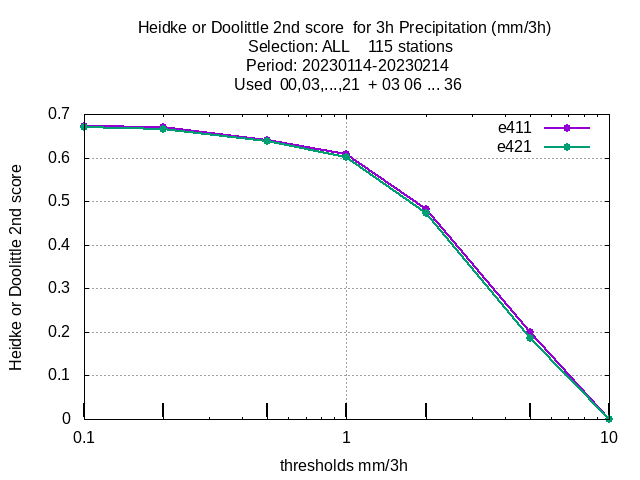 Heidke or Doolittle 2nd score  for 3h Precipitation (mm/3h)
Selection: ALL    115 stations
Period: 20230114-20230214
Used  00,03,...,21  + 03 06 ... 36
e411
e421
0.7
0.6
0.5
0.4
0.3
0.2
0.1
0
Heidke or Doolittle 2nd score
0.1
1
10
thresholds mm/3h